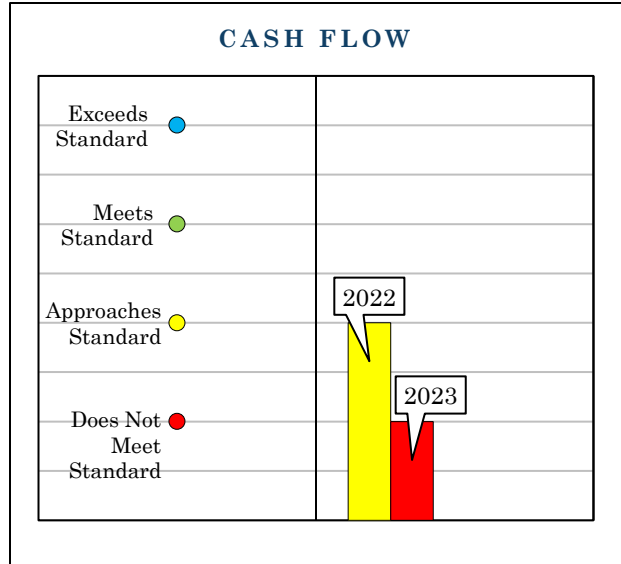 CASH FLOW
Exceeds
Standard
Meets
Standard
Approaches
Standard
2022
2023
Does Not
Meet
Standard